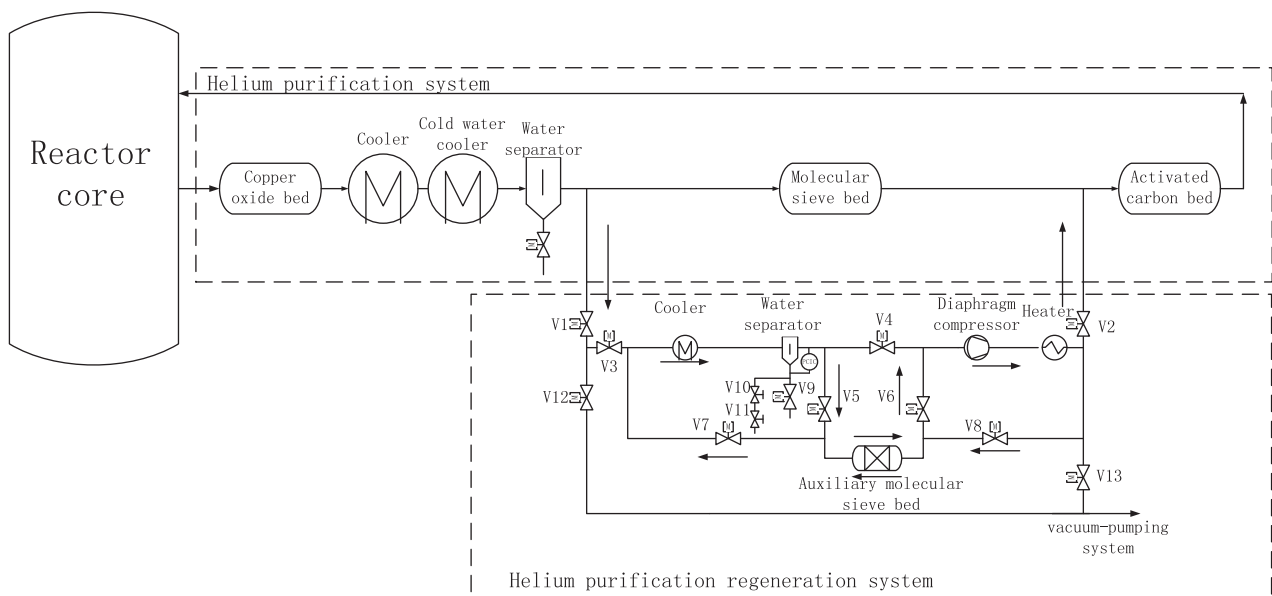 Helium purification system
Reactor
core
Copper
oxide bed
Cooler
Cold water
cooler
Water
separator
Molecular
sieve bed
Activated
carbon bed
M
V1
M
V3
M
Cooler
Water
separator
V4
M
Diaphragm
compressor
Heater
V2
M
V12
M
V10
V11
V9
M
V5
M
V6
M
V7
M
V8
M
V13
M
Auxiliary molecular
sieve bed
vacuum-pumping
system
Helium purification regeneration system